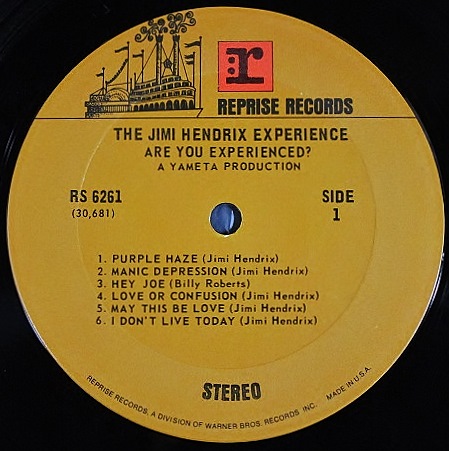 :r
REPRISE RECORDS
THE JIMI HENDRIX EXPERIENCE
ARE YOU EXPERIENCED?
A YAMETA PRODUCTION
RS 6261
(30,681)
SIDE
1
1. PURPLE HAZE (Jimi Hendrix)
2. MANIC DEPRESSION (Jimi Hendrix)
3. HEY JOE (Billy Roberts)
4. LOVE OR CONFUSION (Jimi Hendrix)
5. MAY THIS BE LOVE (Jimi Hendrix)
6. I DON'T LIVE TODAY (Jimi Hendrix)
STEREO
REPRISE RECORDS, A DIVISION OF WARNER BROS. RECORDS INC. MADE IN U.S.A.